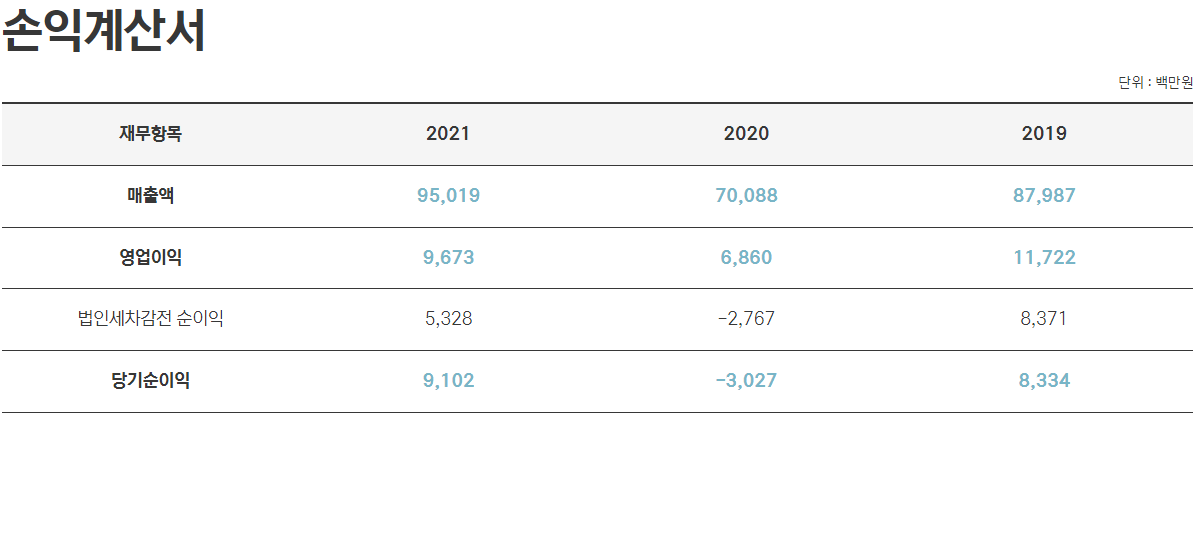 손익계산서
단위 : 백만원
재무항목 2021 2020 2019
매출액 95,019 70,088 87,987
영업이익 9,673 6,860 11,722
법인세차감전 순이익 5,328 -2,767 8,371
당기순이익 9,102 -3,027 8,334